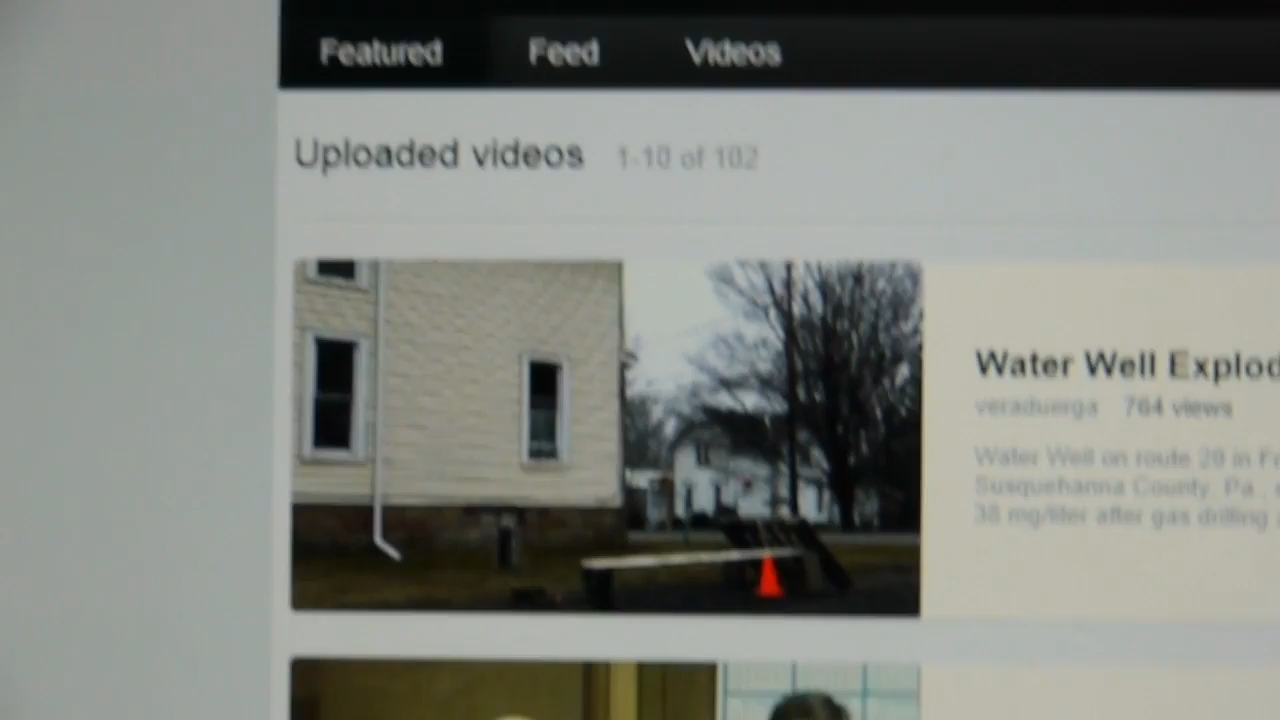 Featured Feed Videos
Uploaded videos 1-10 of 102
Water Well Explod
veraduerga 764 views
Water Well on route 29 in
Susquehanna County, Pa.,
38 mg/liter after gas drilling